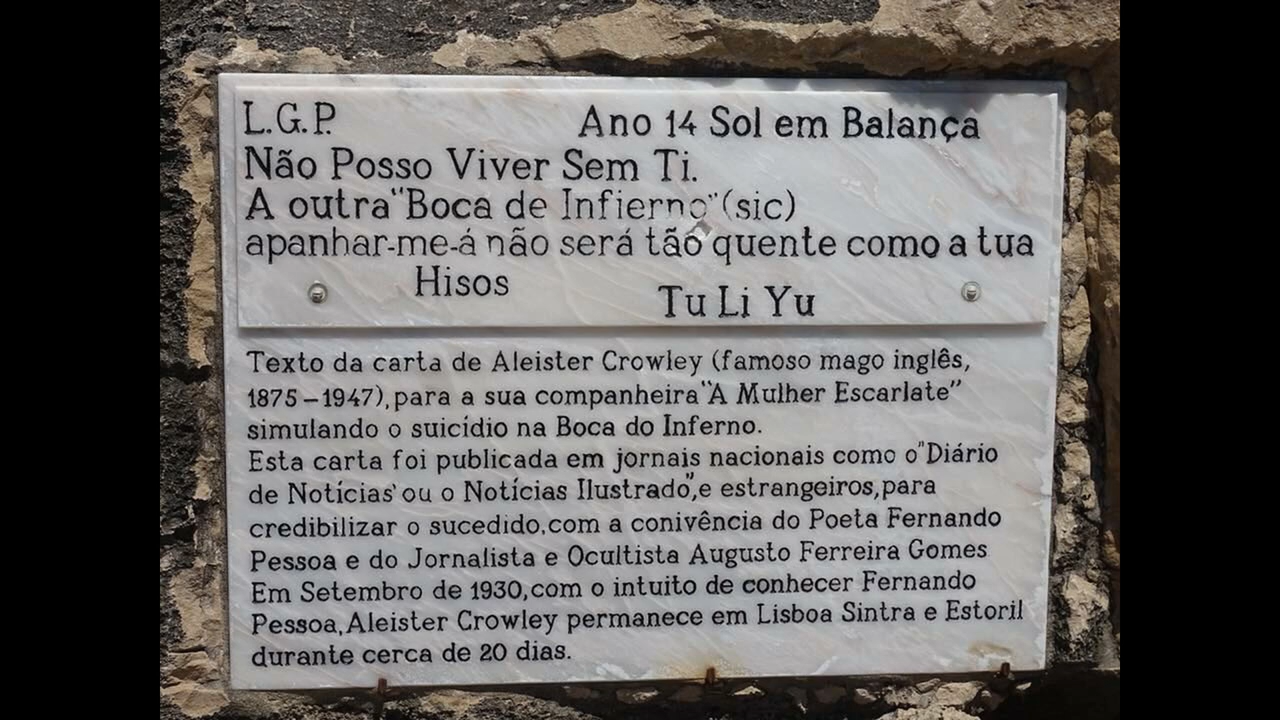 L.G.P. Ano 14 Sol em Balança
Não Posso Viver Sem Ti.
A outra "Boca de Infierno" (sic)
apanhar-me-á não será tão quente como a tua
Hisos
Tu Li Yu
Texto da carta de Aleister Crowley (famoso mago inglês,
1875-1947), para a sua companheira "A Mulher Escarlate"
simulando o suicídio na Boca do Inferno.
Esta carta foi publicada em jornais nacionais como o "Diário
de Notícias' ou o Notícias Ilustrado", e estrangeiros, para
credibilizar o sucedido, com a conivência do Poeta Fernando
Pessoa e do Jornalista e Ocultista Augusto Ferreira Gomes
Em Setembro de 1930, com o intuito de conhecer Fernando
Pessoa, Aleister Crowley permanece em Lisboa Sintra e Estoril
durante cerca de 20 dias.